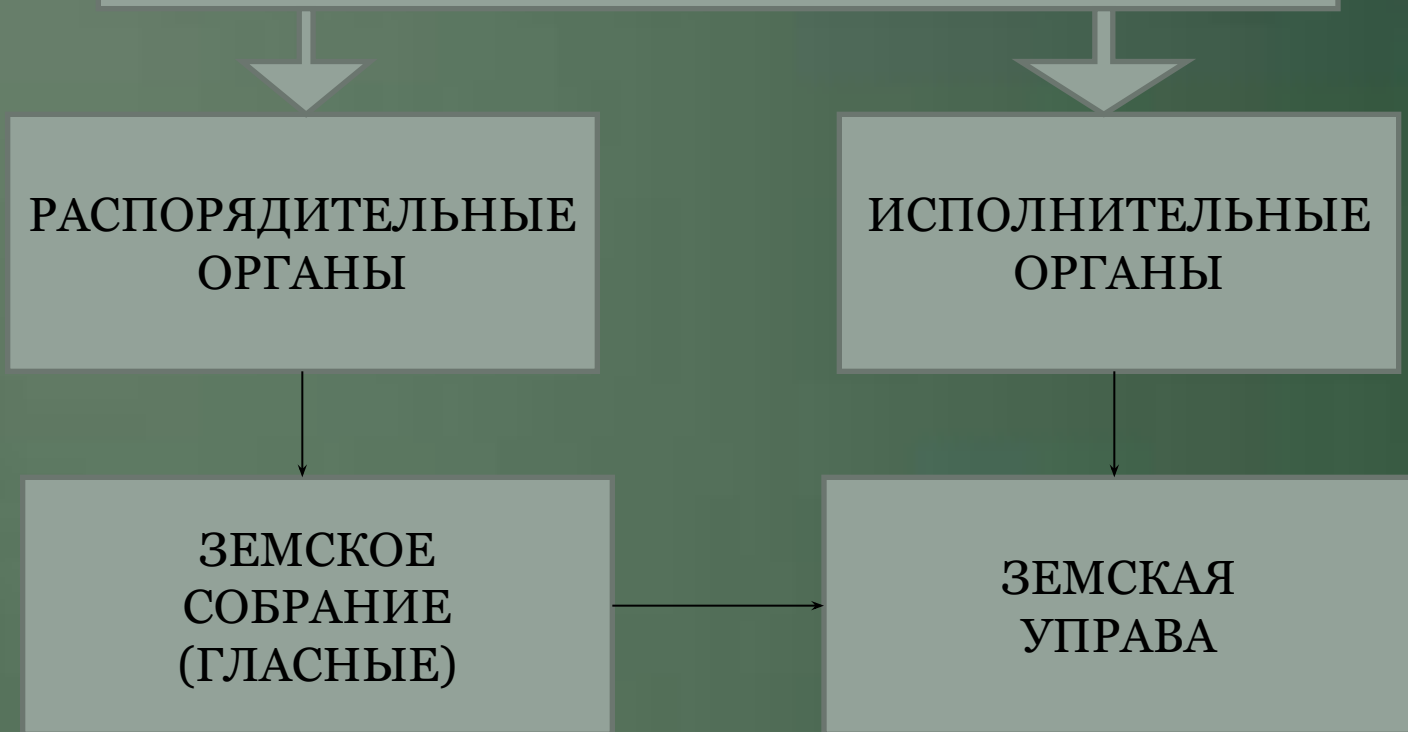 РАСПОРЯДИТЕЛЬНЫЕ
ОРГАНЫ
ИСПОЛНИТЕЛЬНЫЕ
ОРГАНЫ
ЗЕМСКОЕ
СОБРАНИЕ
(ГЛАСНЫЕ)
ЗЕМСКАЯ
УПРАВА